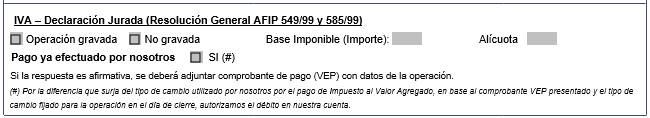 IVA – Declaración Jurada (Resolución General AFIP 549/99 y 585/99)
Operación gravada No gravada Base Imponible (Importe): Alícuota
Pago ya efectuado por nosotros SI (#)
Si la respuesta es afirmativa, se deberá adjuntar comprobante de pago (VEP) con datos de la operación.
(#) Por la diferencia que surja del tipo de cambio utilizado por nosotros por el pago de Impuesto al Valor Agregado, en base al comprobante VEP presentado y el tipo de
cambio fijado para la operación en el día de cierre, autorizamos el débito en nuestra cuenta.